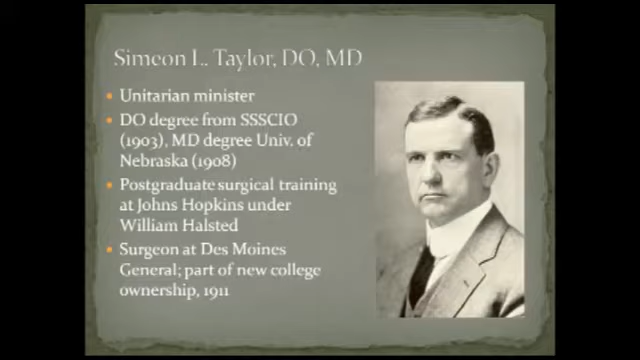 Simeon L. Taylor, DO, MD
• Unitarian minister
• DO degree from SSSCIO
(1903), MD degree Univ. of
Nebraska (1908)
• Postgraduate surgical training
at Johns Hopkins under
William Halsted
• Surgeon at Des Moines
General; part of new college
ownership, 1911